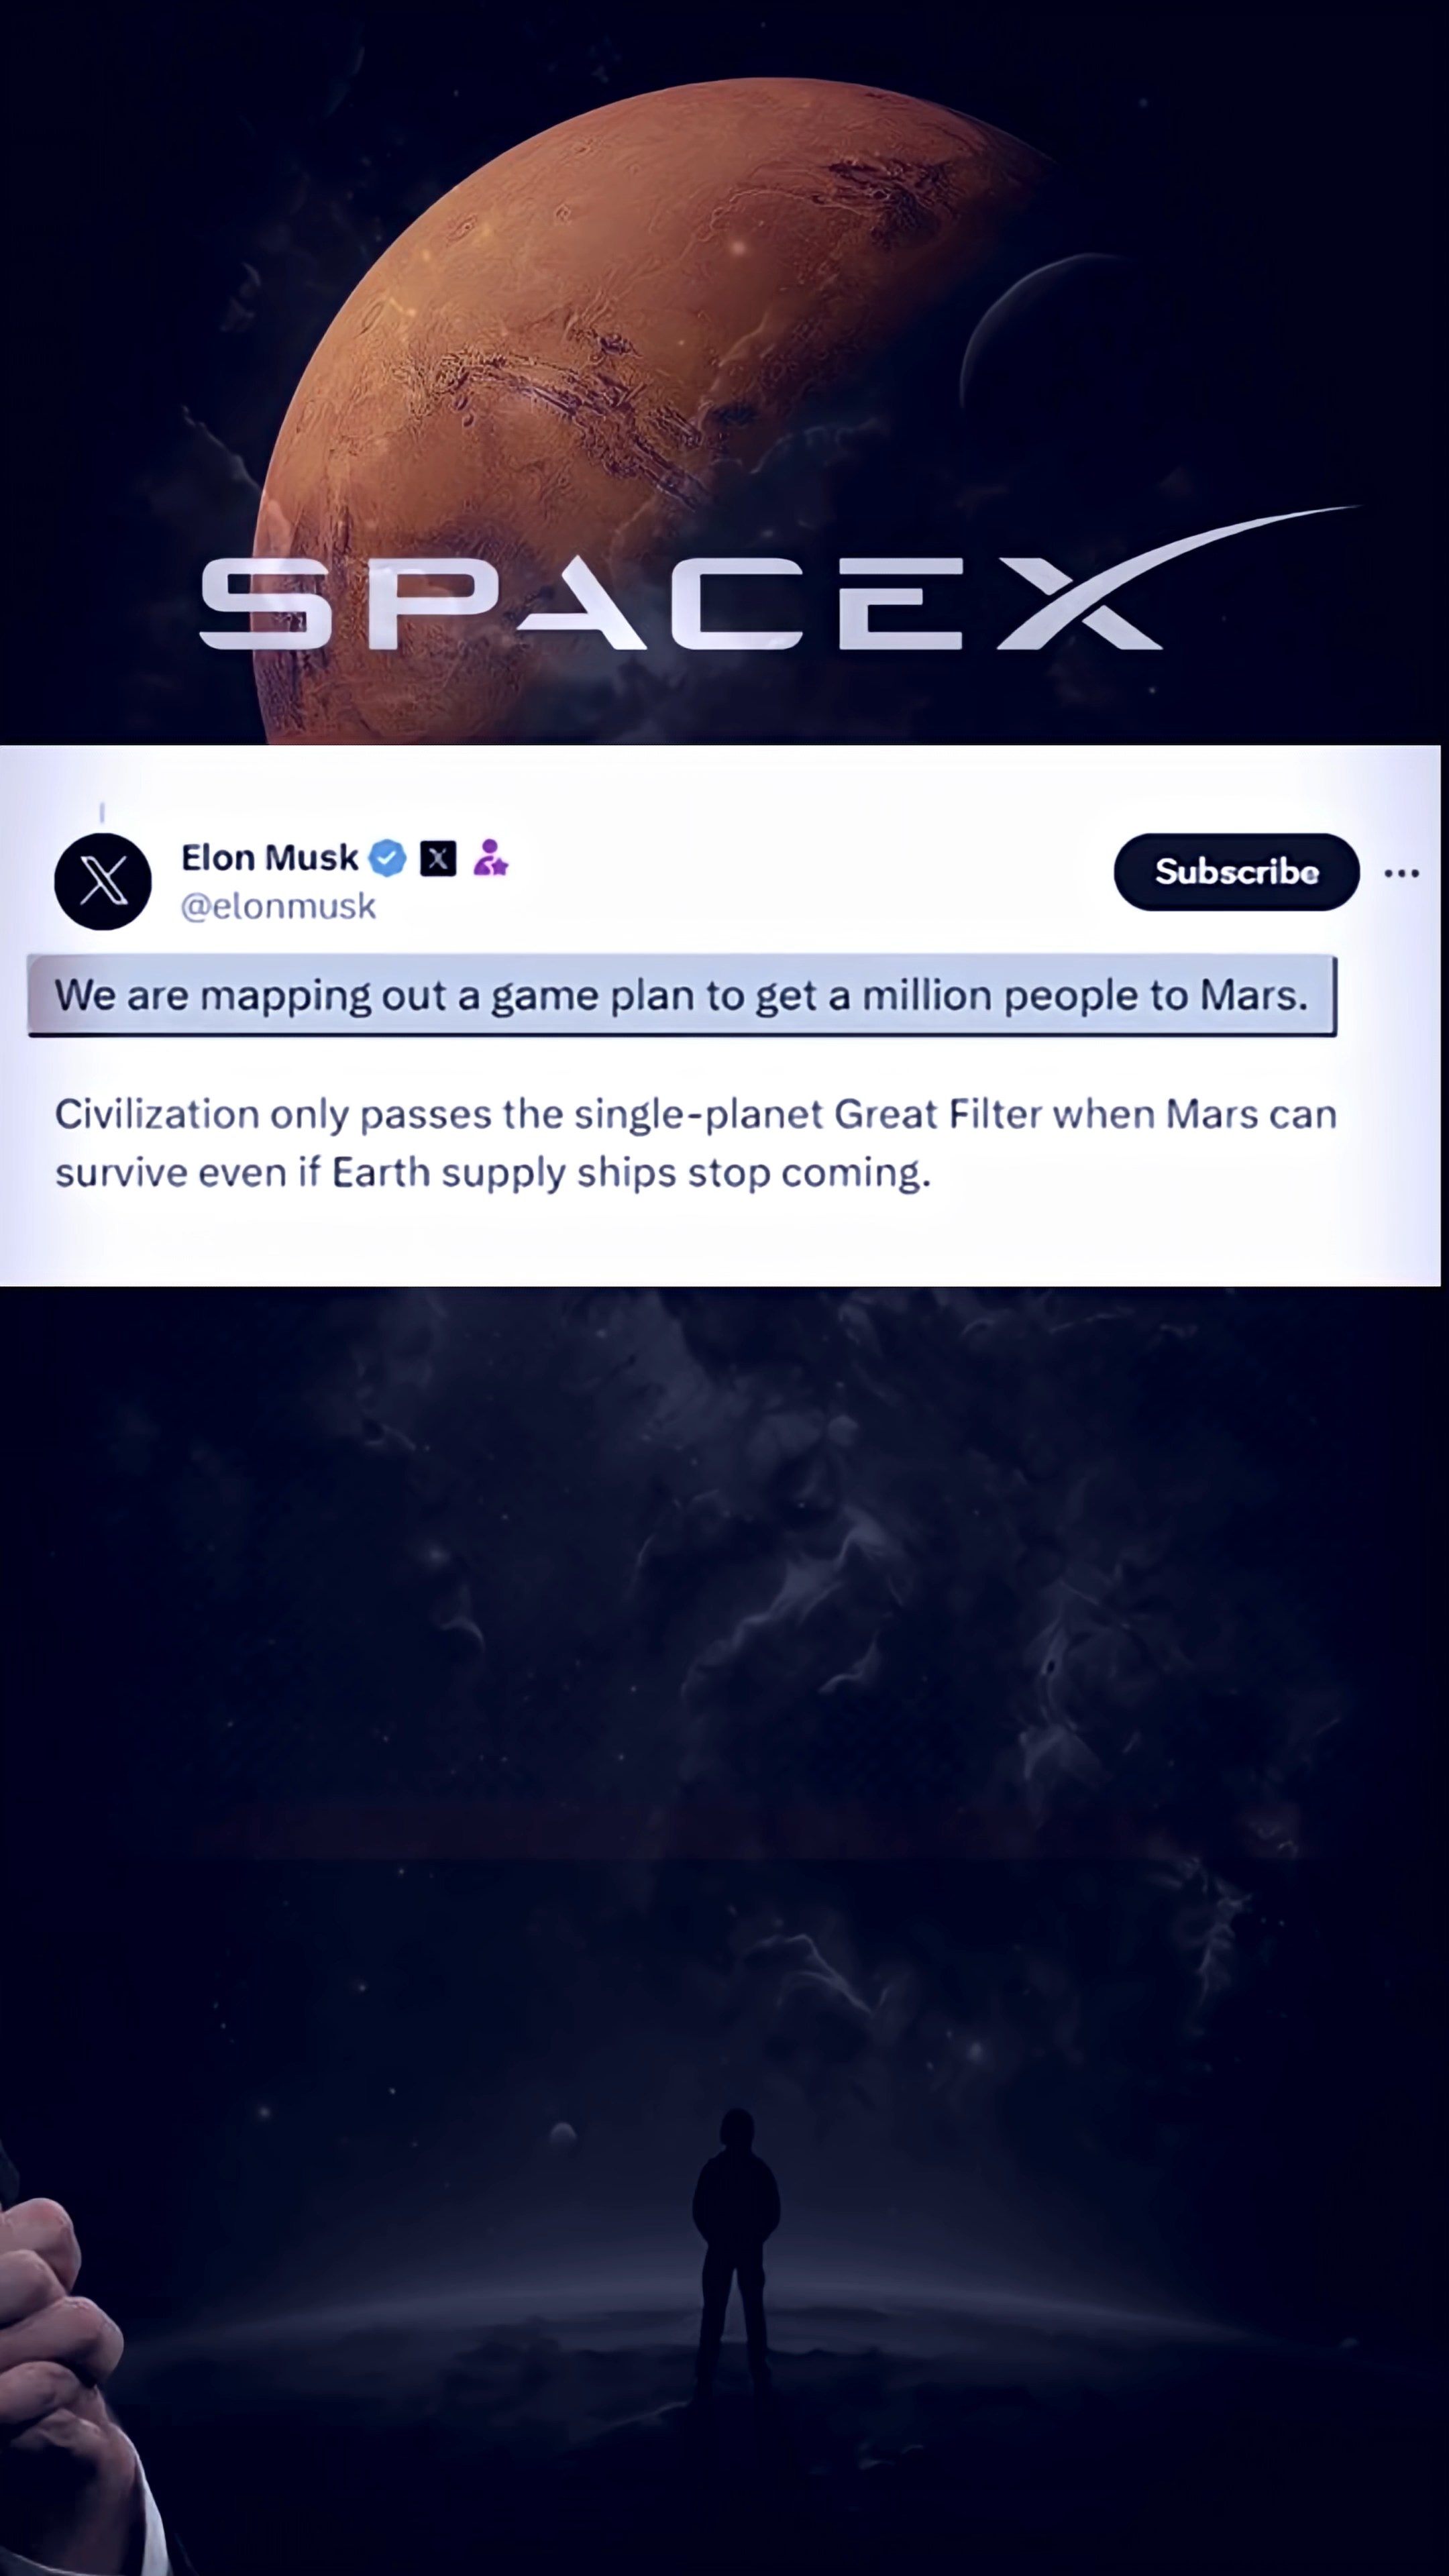 SPACEX
Elon Musk
@elonmusk
Subscribe
We are mapping out a game plan to get a million people to Mars.
Civilization only passes the single-planet Great Filter when Mars can
survive even if Earth supply ships stop coming.